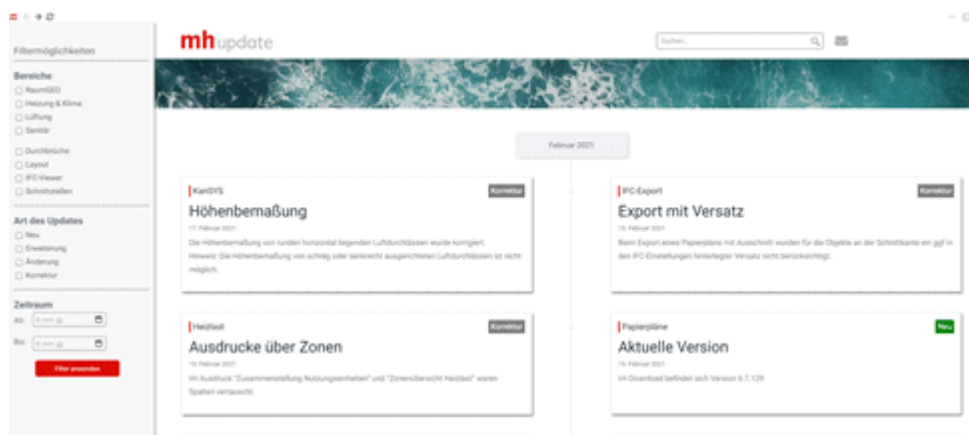 Filtermöglichkeiten
Bereiche
RaumGEO
Heizung & Klima
Lüftung
Sanitär
Durchbrüche
Layout
IFC-Viewer
Schnittstellen
Art des Updates
Neu
Erweiterung
Änderung
Korrektur
Zeitraum
Ab:
Bis:
Filter anwenden
mh update
Suchen...
Februar 2021
KanSYS
Korrektur
Höhenbemaßung
17. Februar 2021
Die Höhenbemaßung von runden horizontal liegenden Luftdurchlässen wurde korrigiert.
Hinweis: Die Höhenbemaßung von schräg oder senkrecht ausgerichteten Luftdurchlässen ist nicht
möglich.
IFC-Export
Korrektur
Export mit Versatz
15. Februar 2021
Beim Export eines Papierplans mit Ausschnitt wurden für die Objekte an der Schnittkante ein ggf in
den IFC-Einstellungen hinterlegter Versatz nicht berücksichtigt.
Heizlast
Korrektur
Ausdrucke über Zonen
15. Februar 2021
Im Ausdruck "Zusammenstellung Nutzungseinheiten" und "Zonenübersicht Heizlast" waren
Spalten vertauscht.
Papierpläne
Neu
Aktuelle Version
15. Februar 2021
Im Download befindet sich Version 6.7.129